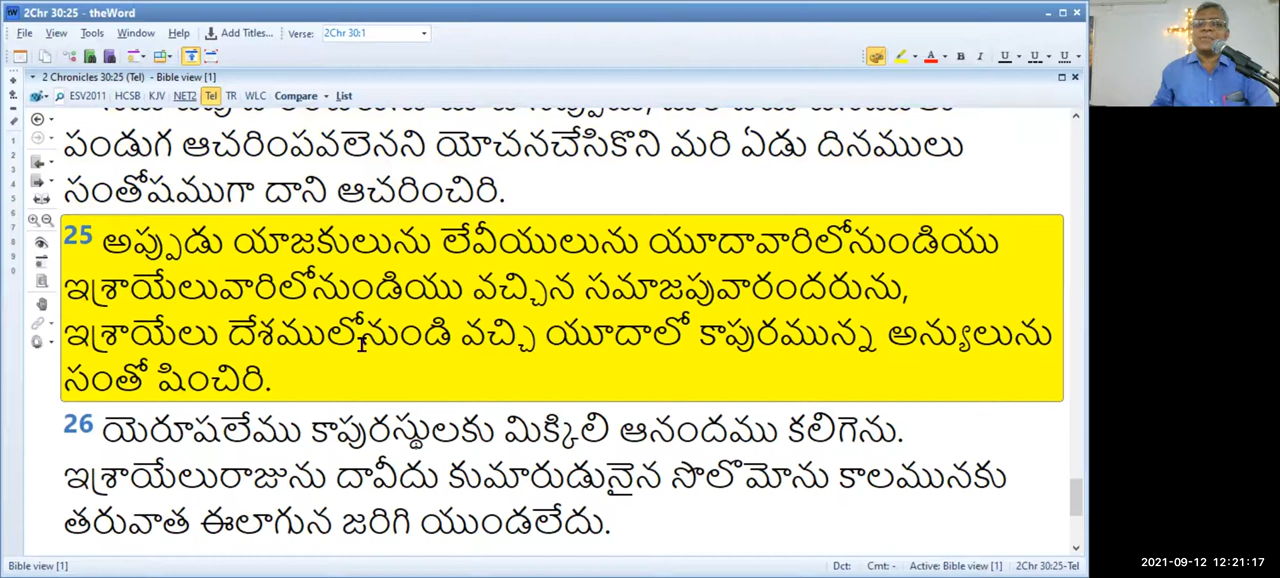 2Chr 30:25 - theWord
File View Tools Window Help Add Titles... Verse: 2Chr 30:1
B I U U U
2 Chronicles 30:25 (Tel) - Bible view [1]
ESV2011 HCSB KJV NET2 Tel TR WLC Compare List
పండుగ ఆచరింపవలెనని యోచనచేసికొని మరి ఏడు దినములు
సంతోషముగా దాని ఆచరించిరి.
25 అప్పుడు యాజకులును లేవీయులును యూదావారిలోనుండియు
ఇశ్రాయేలువారిలోనుండియు వచ్చిన సమాజపువారందరును,
ఇశ్రాయేలు దేశములోనుండి వచ్చి యూదాలో కాపురమున్న అన్యులును
సంతో షించిరి.
26 యెరూషలేము కాపురస్థులకు మిక్కిలి ఆనందము కలిగెను.
ఇశ్రాయేలురాజును దావీదు కుమారుడునైన సొలొమోను కాలమునకు
తరువాత ఈలాగున జరిగి యుండలేదు.
Bible view [1] Dct: Cmt: - Active: Bible view [1] 2Chr 30:25-Tel
2021-09-12 12:21:17